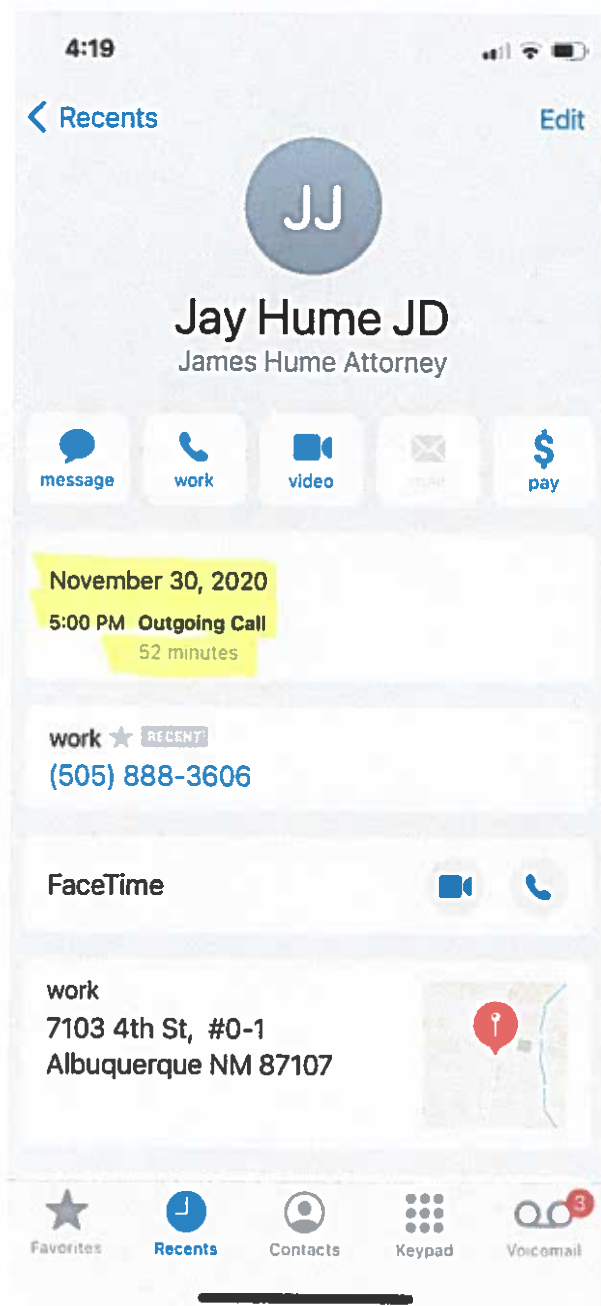 4:19
Recents
Edit
JJ
Jay Hume JD
James Hume Attorney
message work video mail $ pay
November 30, 2020
5:00 PM Outgoing Call
52 minutes
work RECENT
(505) 888-3606
FaceTime
work
7103 4th St, #0-1
Albuquerque NM 87107
3
Favorites Recents Contacts Keypad Voicemail